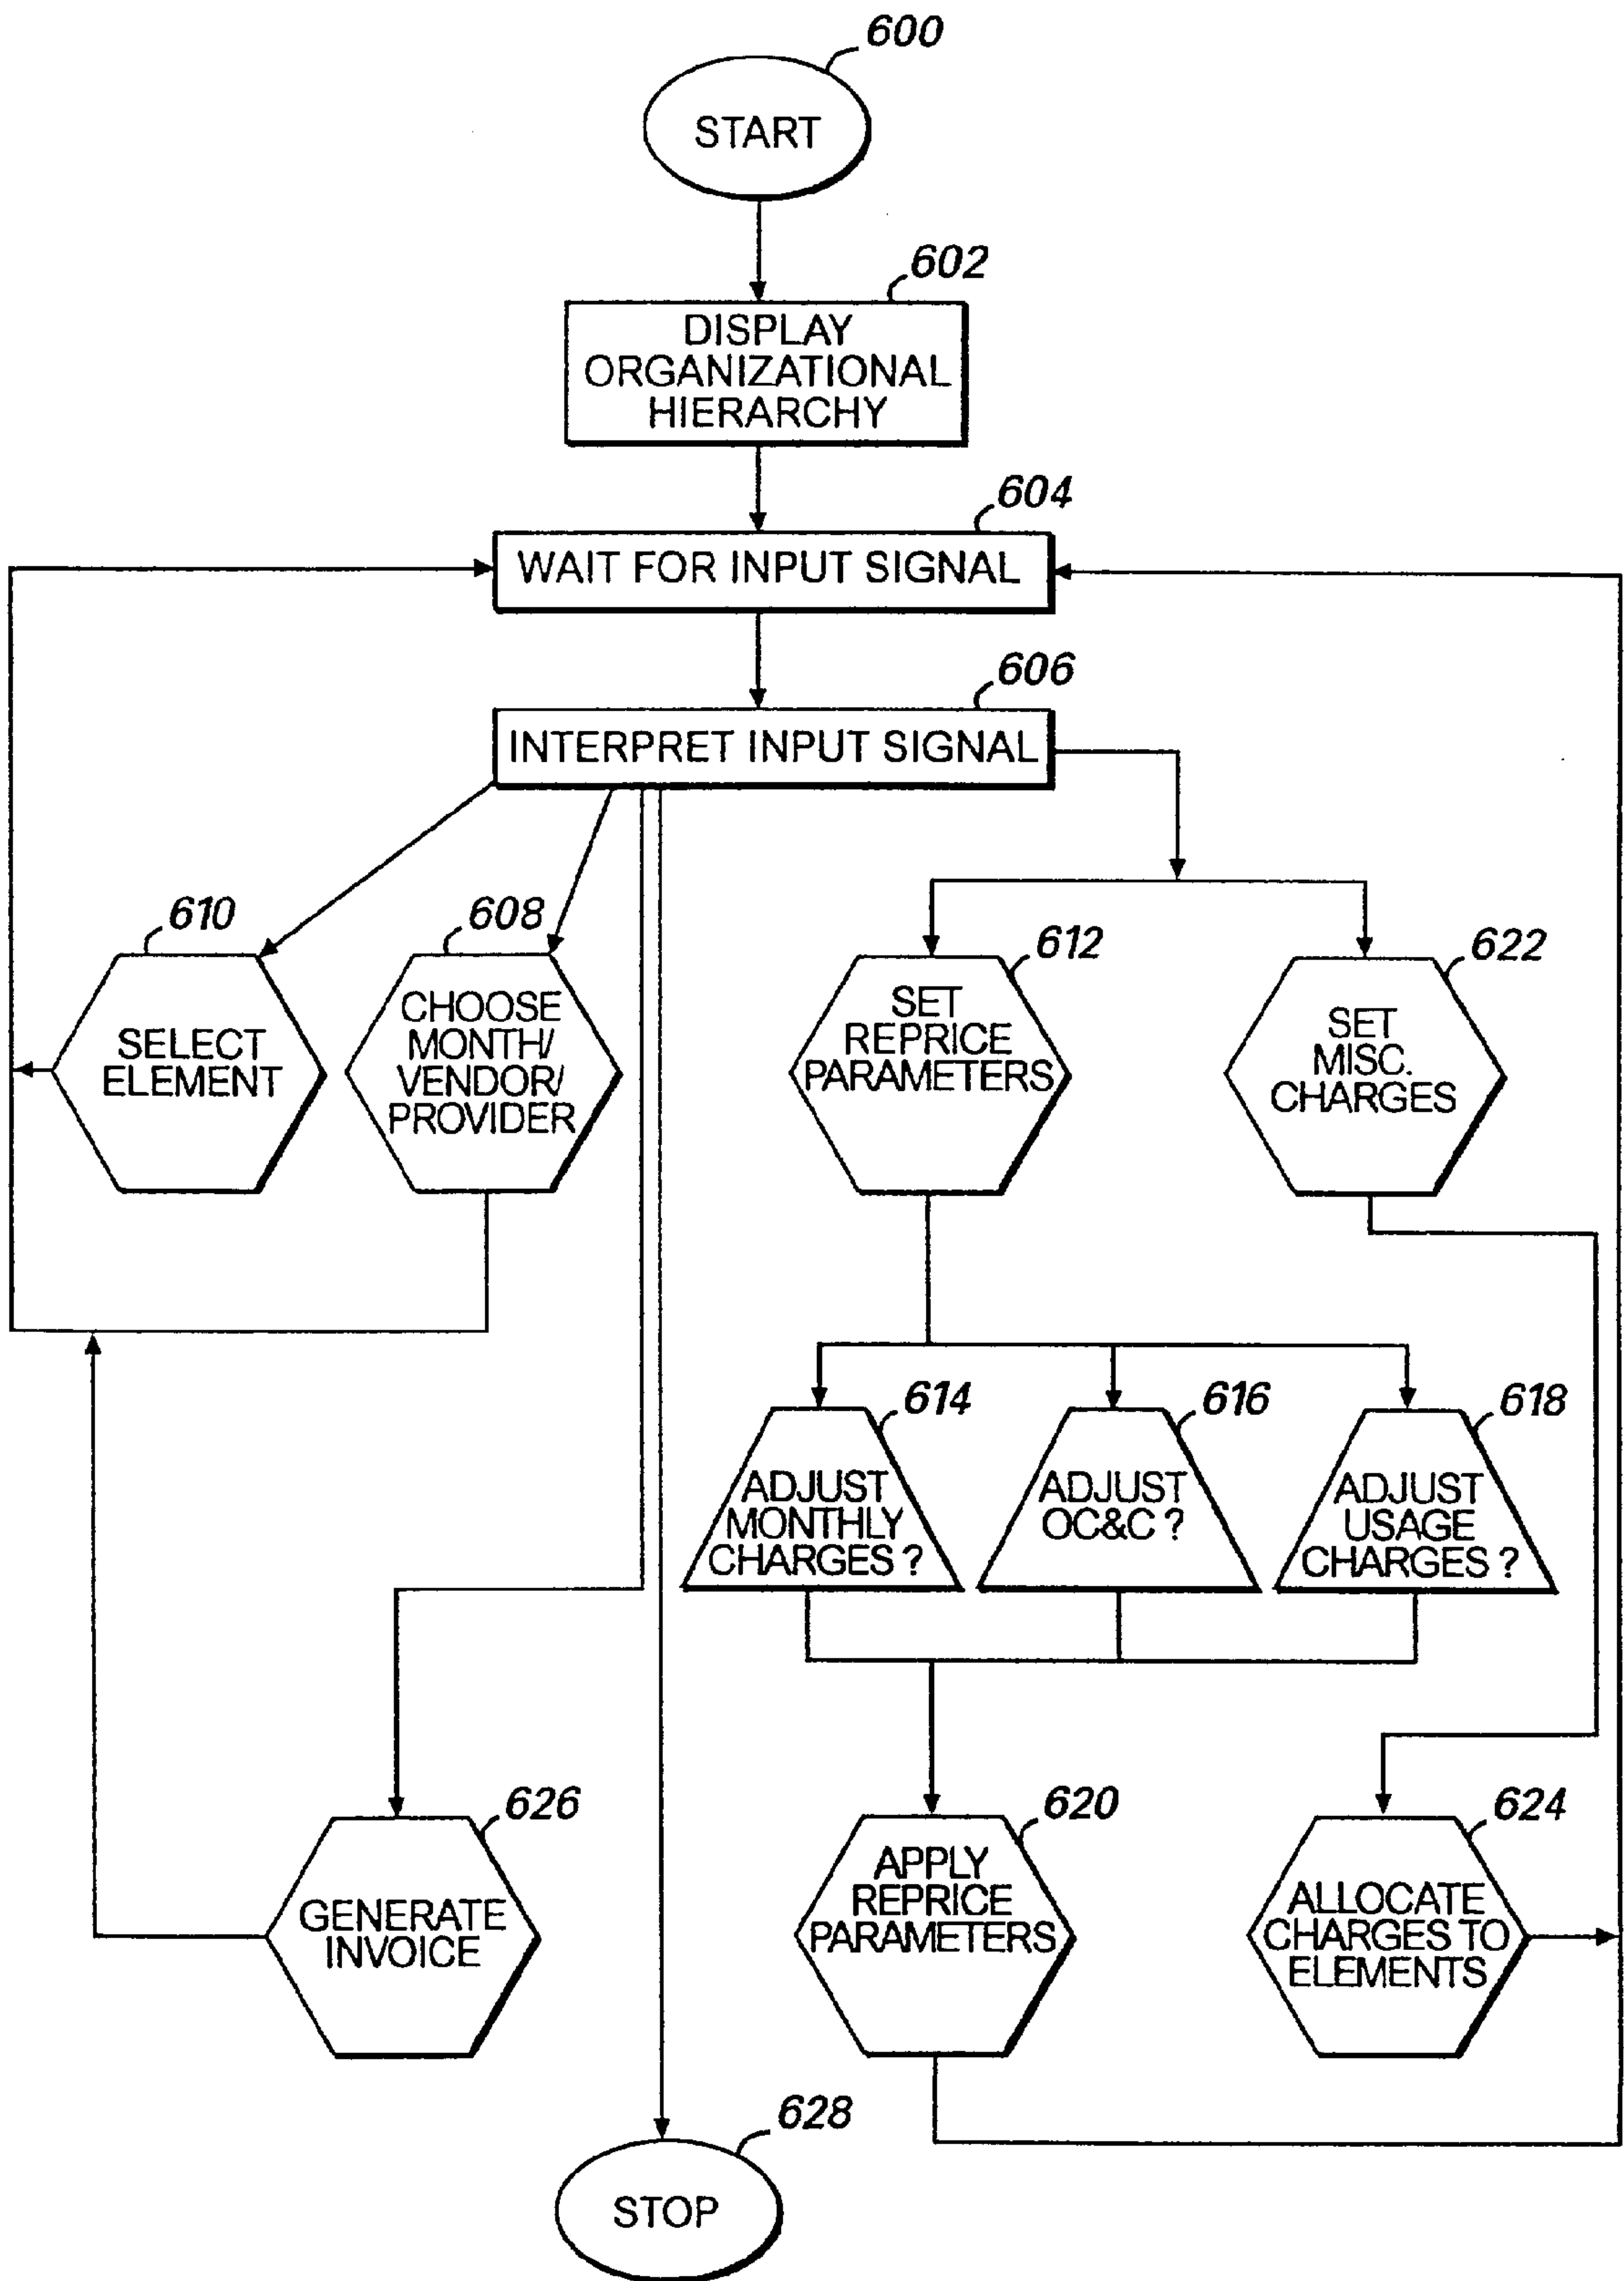 600
START
602
DISPLAY
ORGANIZATIONAL
HIERARCHY
604
WAIT FOR INPUT SIGNAL
606
INTERPRET INPUT SIGNAL
610
SELECT
ELEMENT
608
CHOOSE
MONTH/
VENDOR/
PROVIDER
612
SET
REPRICE
PARAMETERS
622
SET
MISC.
CHARGES
614
ADJUST
MONTHLY
CHARGES ?
616
ADJUST
OC&C ?
618
ADJUST
USAGE
CHARGES ?
626
GENERATE
INVOICE
620
APPLY
REPRICE
PARAMETERS
624
ALLOCATE
CHARGES TO
ELEMENTS
628
STOP